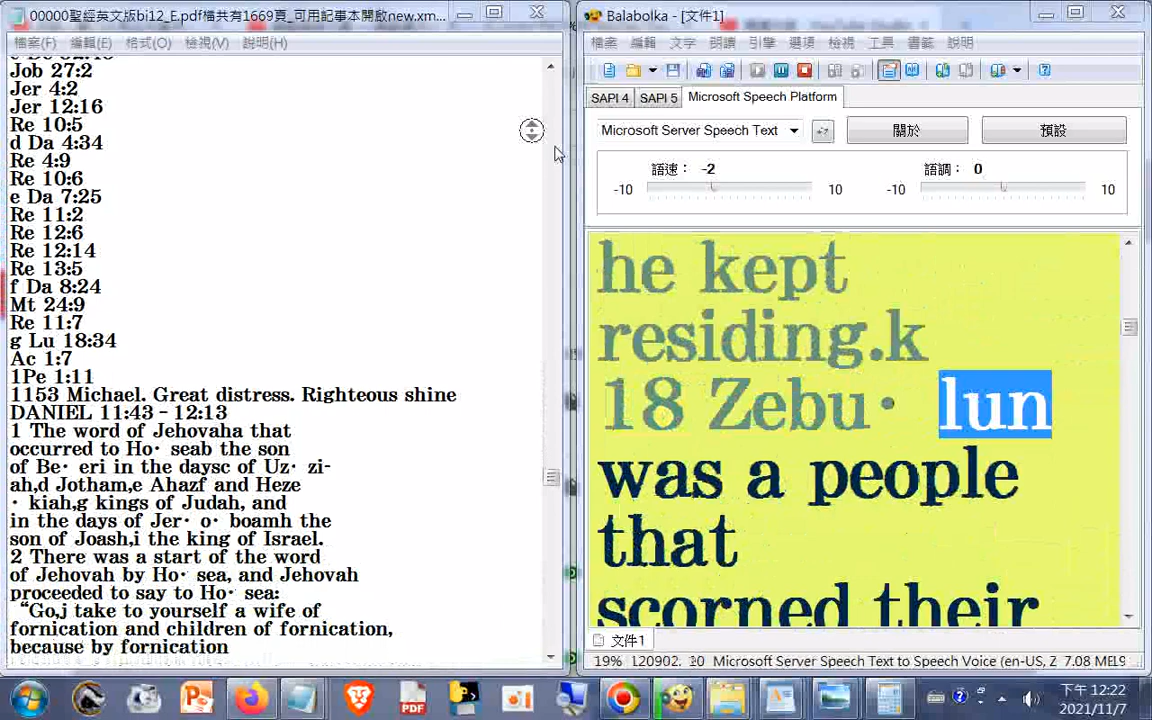 00000聖經英文版bi12_E.pdf檔共有1669頁_可用記事本開啟new.xm...
檔案(F) 編輯(E) 格式(O) 檢視(V) 說明(H)
Job 27:2
Jer 4:2
Jer 12:16
Re 10:5
d Da 4:34
Re 4:9
Re 10:6
e Da 7:25
Re 11:2
Re 12:6
Re 12:14
Re 13:5
f Da 8:24
Mt 24:9
Re 11:7
g Lu 18:34
Ac 1:7
1Pe 1:11
1153 Michael. Great distress. Righteous shine
DANIEL 11:43 – 12:13
1 The word of Jehovaha that
occurred to Ho· seab the son
of Be· eri in the daysc of Uz· zi-
ah,d Jotham,e Ahazf and Heze
· kiah,g kings of Judah, and
in the days of Jer· o· boamh the
son of Joash,i the king of Israel.
2 There was a start of the word
of Jehovah by Ho· sea, and Jehovah
proceeded to say to Ho· sea:
“Go,j take to yourself a wife of
fornication and children of fornication,
because by fornication
Balabolka - [文件1]
檔案 編輯 文字 朗讀 引擎 選項 檢視 工具 書籤 說明
SAPI 4 SAPI 5 Microsoft Speech Platform
Microsoft Server Speech Text 關於 預設
語速： -2 語調： 0
-10 10 -10 10
he kept
residing.k
18 Zebu· lun
was a people
that
scorned their
文件1
19% L20902. Microsoft Server Speech Text to Speech Voice (en-US, Z 7.08 МБ
PDF
下午 12:22
2021/11/7